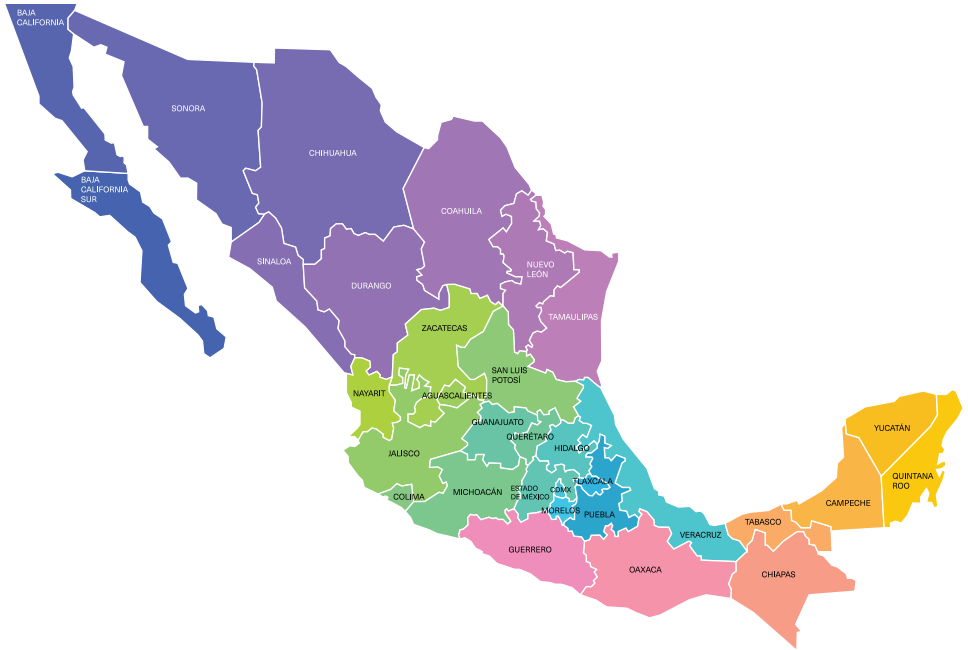 BAJA
CALIFORNIA
SONORA
CHIHUAHUA
BAJA
CALIFORNIA
SUR
COAHUILA
SINALOA
NUEVO
LEÓN
DURANGO
TAMAULIPAS
ZACATECAS
SAN LUIS
POTOSÍ
NAYARIT
AGUASCALIENTES
GUANAJUATO
YUCATÁN
QUERÉTARO
HIDALGO
JALISCO
QUINTANA
ROO
TLAXCALA
ESTADO
DE MÉXICO
CDMX
MICHOACÁN
COLIMA
CAMPECHE
MORELOS
PUEBLA
TABASCO
VERACRUZ
GUERRERO
OAXACA
CHIAPAS